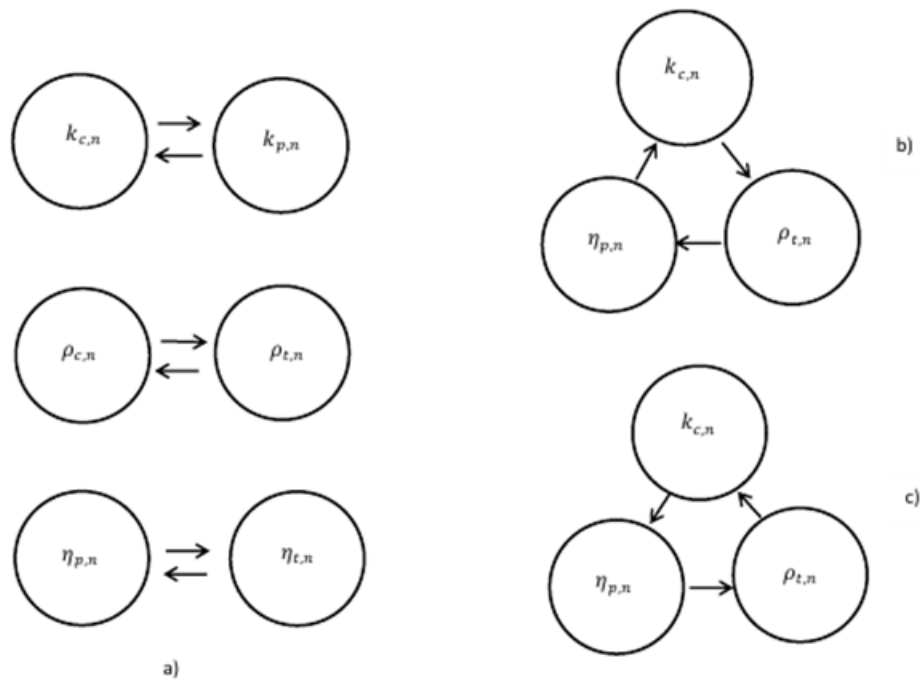 k_{c,n}
k_{p,n}
ρ_{c,n}
ρ_{t,n}
η_{p,n}
η_{t,n}
a)
k_{c,n}
b)
η_{p,n}
ρ_{t,n}
k_{c,n}
c)
η_{p,n}
ρ_{t,n}